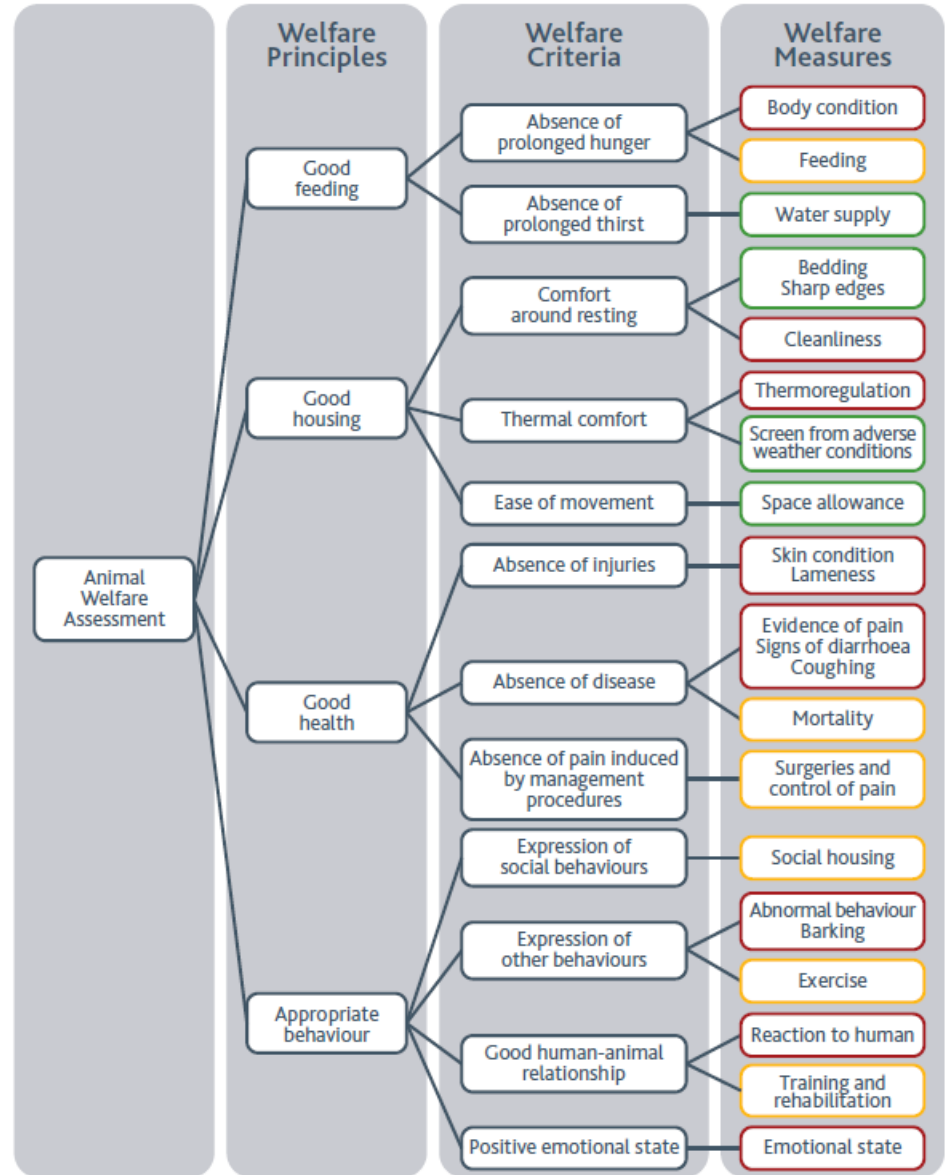 Welfare
Principles
Welfare
Criteria
Welfare
Measures
Animal
Welfare
Assessment
Good
feeding
Absence of
prolonged hunger
Body condition
Feeding
Absence of
prolonged thirst
Water supply
Good
housing
Comfort
around resting
Bedding
Sharp edges
Cleanliness
Thermal comfort
Thermoregulation
Screen from adverse
weather conditions
Ease of movement
Space allowance
Good
health
Absence of injuries
Skin condition
Lameness
Absence of disease
Evidence of pain
Signs of diarrhoea
Coughing
Mortality
Absence of pain induced
by management
procedures
Surgeries and
control of pain
Appropriate
behaviour
Expression of
social behaviours
Social housing
Expression of
other behaviours
Abnormal behaviour
Barking
Exercise
Good human-animal
relationship
Reaction to human
Training and
rehabilitation
Positive emotional state
Emotional state